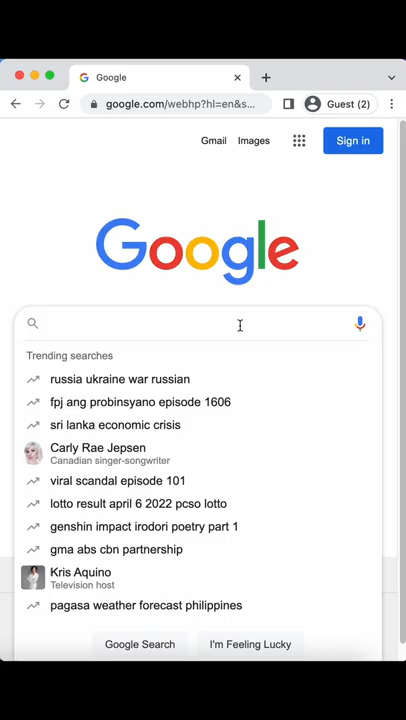 Google
google.com/webhp?hl=en&s...
Guest (2)
Gmail
Images
Sign in
Google
Trending searches
russia ukraine war russian
fpj ang probinsyano episode 1606
sri lanka economic crisis
Carly Rae Jepsen
Canadian singer-songwriter
viral scandal episode 101
lotto result april 6 2022 pcso lotto
genshin impact irodori poetry part 1
gma abs cbn partnership
Kris Aquino
Television host
pagasa weather forecast philippines
Google Search
I'm Feeling Lucky